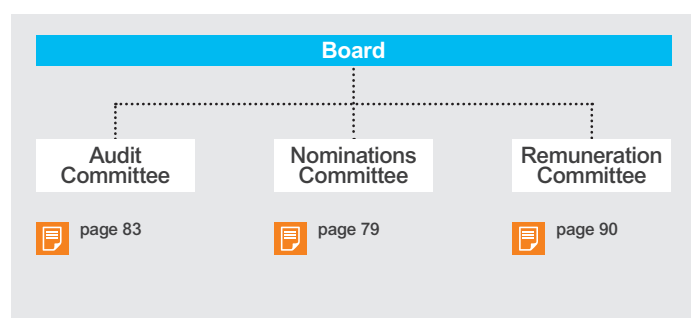 Board
Audit
Committee
Nominations
Committee
Remuneration
Committee
page 83
page 79
page 90